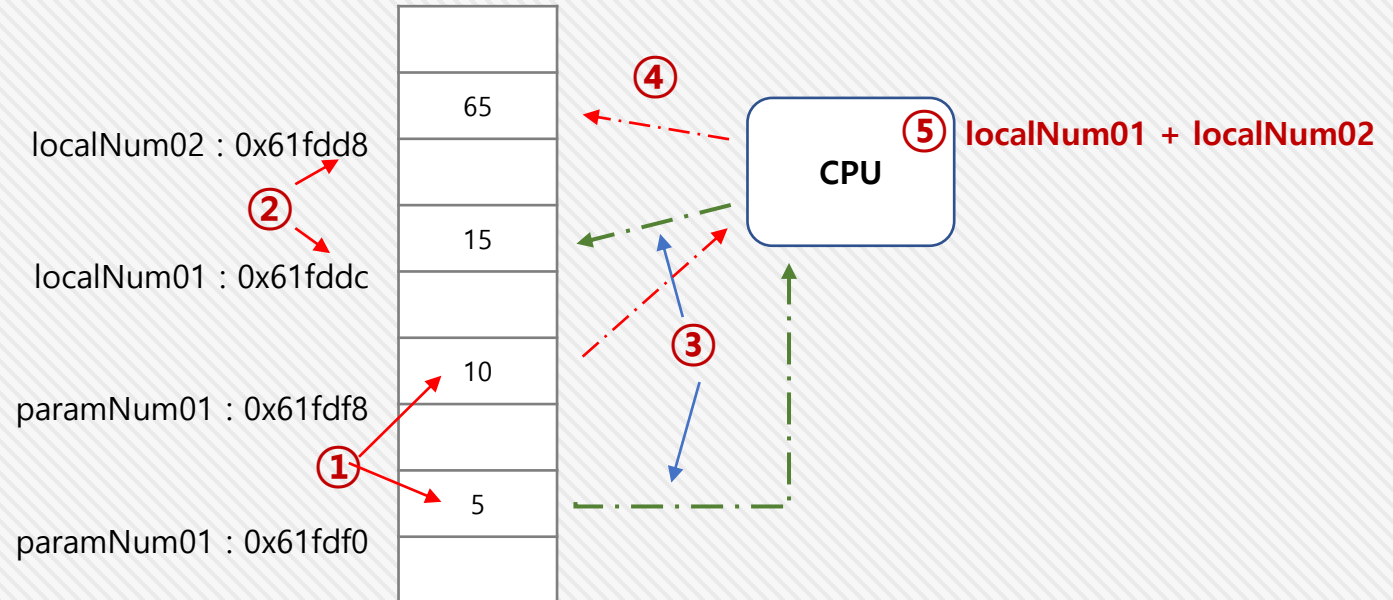 65
④
localNum02 : 0x61fdd8
CPU
⑤ localNum01 + localNum02
②
15
localNum01 : 0x61fddc
③
10
paramNum01 : 0x61fdf8
①
5
paramNum01 : 0x61fdf0